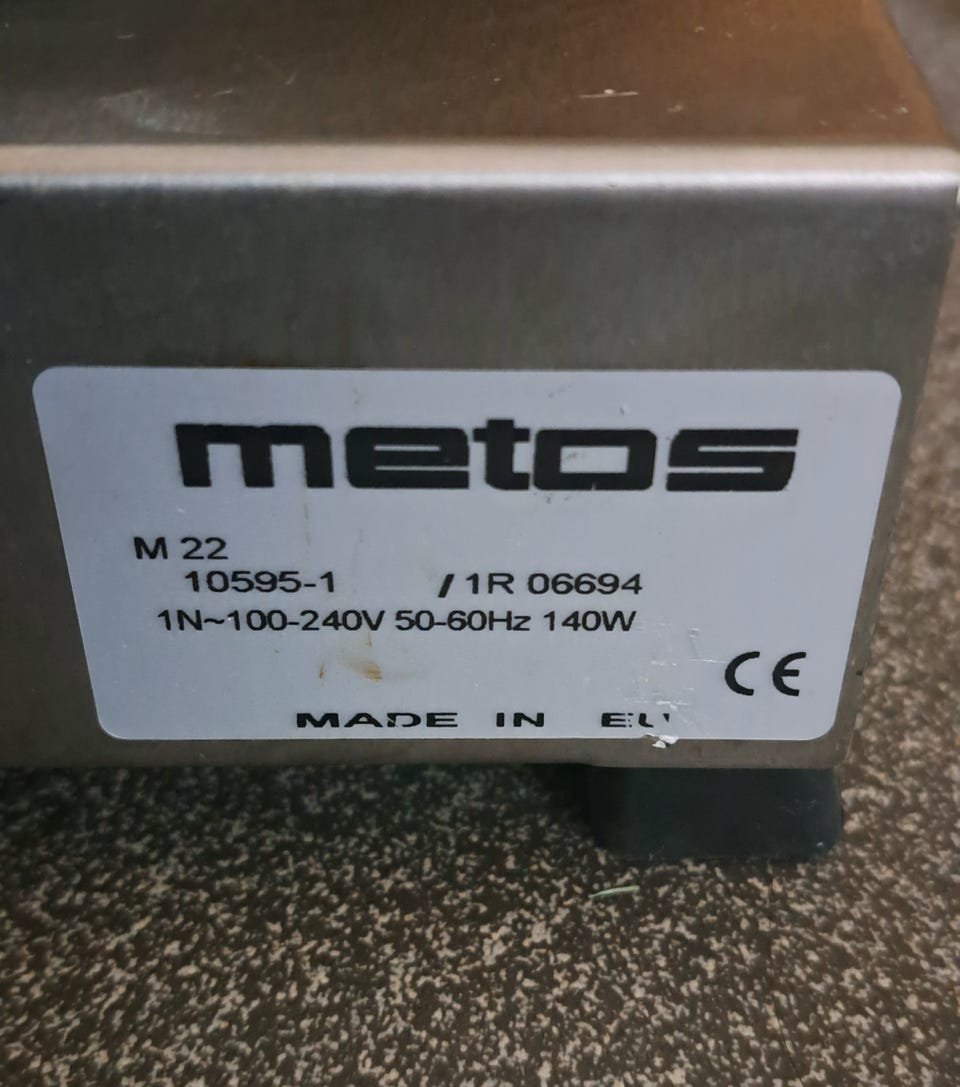 metos
M 22
10595-1 / 1R 06694
1N~100-240V 50-60Hz 140W
CE
MADE IN EU